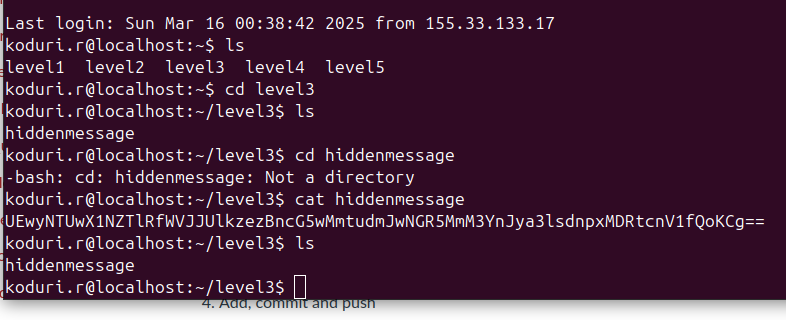 Last login: Sun Mar 16 00:38:42 2025 from 155.33.133.17
koduri.r@localhost:~$ ls
level1  level2  level3  level4  level5
koduri.r@localhost:~$ cd level3
koduri.r@localhost:~/level3$ ls
hiddenmessage
koduri.r@localhost:~/level3$ cd hiddenmessage
-bash: cd: hiddenmessage: Not a directory
koduri.r@localhost:~/level3$ cat hiddenmessage
UEwyNTUwX1NZTlRfWVJJUlkzezBncG5wMmtudmJwNGR5MmM3YnJya3lsdnpxMDRtcnV1fQoKCg==
koduri.r@localhost:~/level3$ ls
hiddenmessage
koduri.r@localhost:~/level3$
4. Add, commit and push